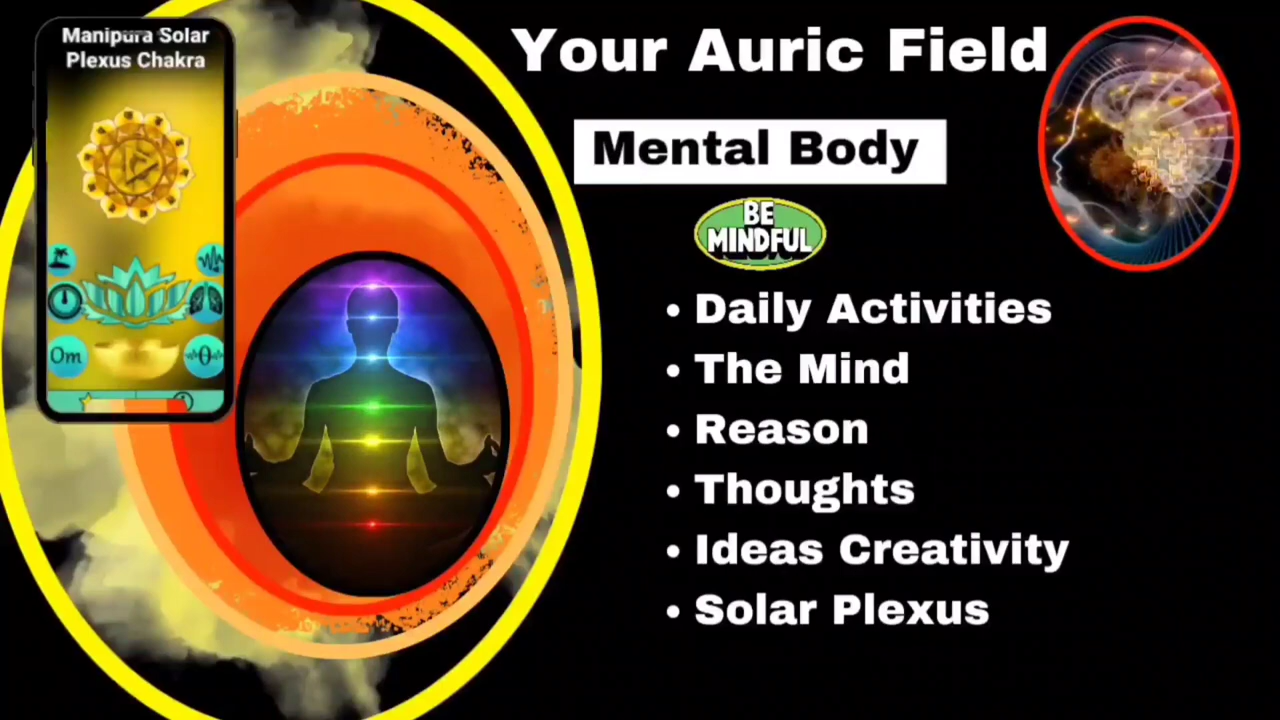 Manipura Solar
Plexus Chakra
Om
Your Auric Field
Mental Body
BE
MINDFUL
• Daily Activities
• The Mind
• Reason
• Thoughts
• Ideas Creativity
• Solar Plexus